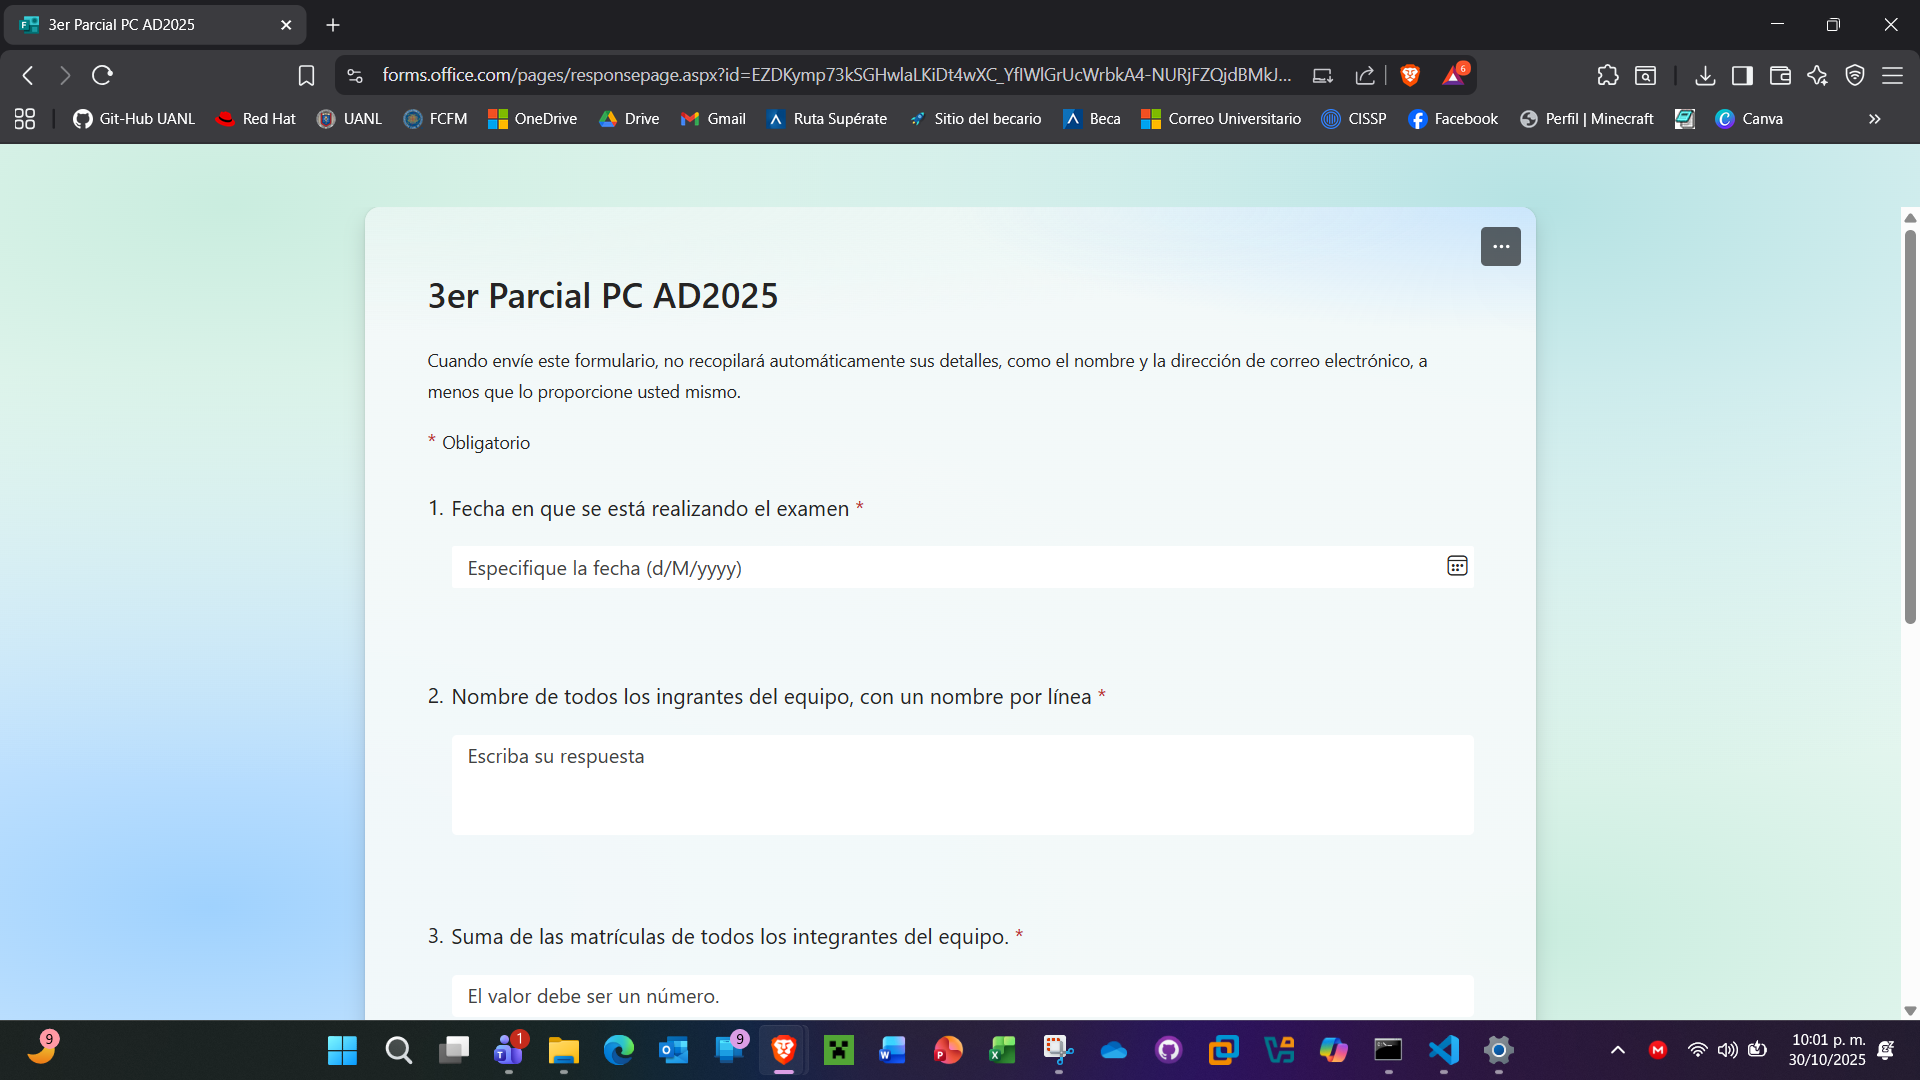 3er Parcial PC AD2025
forms.office.com/pages/responsepage.aspx?id=EZDKymp73kSGHwlaLKiDt4wXC_YfIWlGrUcWrbkA4-NURjFZQjdBMkJ...
6
Git-Hub UANL
Red Hat
UANL
FCFM
OneDrive
Drive
Gmail
Ruta Supérate
Sitio del becario
Beca
Correo Universitario
CISSP
Facebook
Perfil | Minecraft
Canva
3er Parcial PC AD2025
Cuando envíe este formulario, no recopilará automáticamente sus detalles, como el nombre y la dirección de correo electrónico, a
menos que lo proporcione usted mismo.
* Obligatorio
1. Fecha en que se está realizando el examen *
Especifique la fecha (d/M/yyyy)
2. Nombre de todos los ingrantes del equipo, con un nombre por línea *
Escriba su respuesta
3. Suma de las matrículas de todos los integrantes del equipo. *
El valor debe ser un número.
9
1
9
10:01 p. m.
30/10/2025